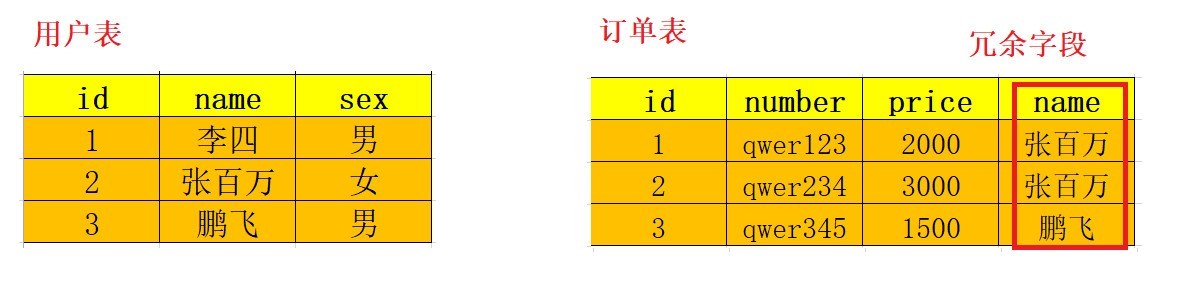 用户表
id name sex
1 李四 男
2 张百万 女
3 鹏飞 男
订单表
冗余字段
id number price name
1 qwer123 2000 张百万
2 qwer234 3000 张百万
3 qwer345 1500 鹏飞